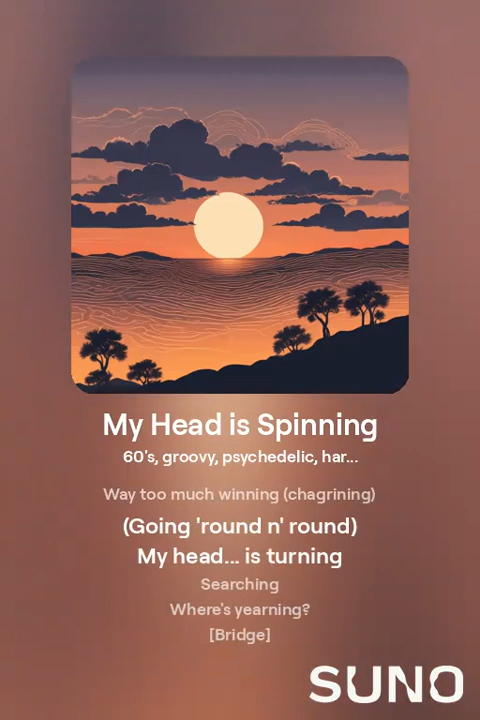 My Head is Spinning
60's, groovy, psychedelic, har...
Way too much winning (chagrining)
(Going 'round n' round)
My head... is turning
Searching
Where's yearning?
[Bridge]
SUNO